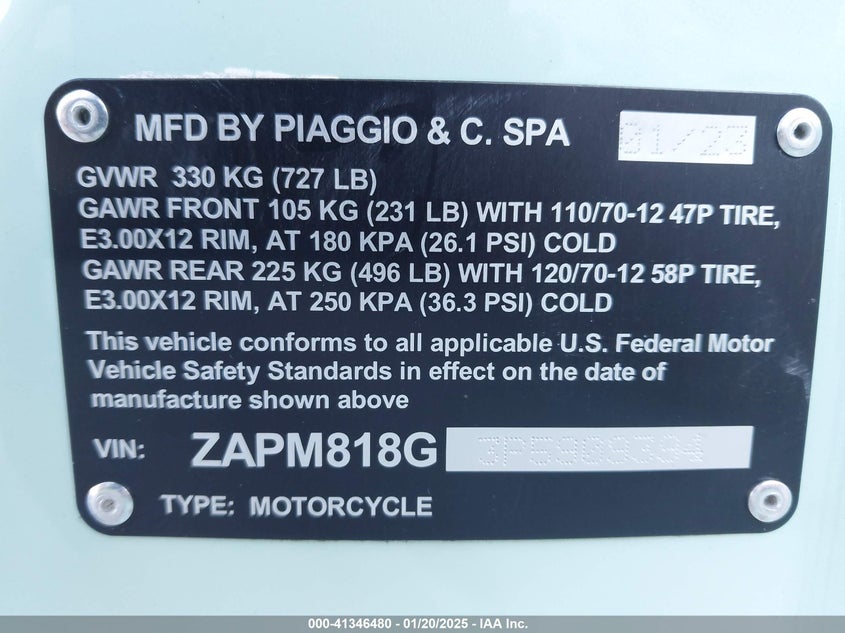 MFD BY PIAGGIO & C. SPA 01/23
GVWR 330 KG (727 LB)
GAWR FRONT 105 KG (231 LB) WITH 110/70-12 47P TIRE,
E3.00X12 RIM, AT 180 KPA (26.1 PSI) COLD
GAWR REAR 225 KG (496 LB) WITH 120/70-12 58P TIRE,
E3.00X12 RIM, AT 250 KPA (36.3 PSI) COLD
This vehicle conforms to all applicable U.S. Federal Motor
Vehicle Safety Standards in effect on the date of
manufacture shown above
VIN: ZAPM818G 3P5909394
TYPE: MOTORCYCLE
000-41346480 - 01/20/2025 - IAA Inc.